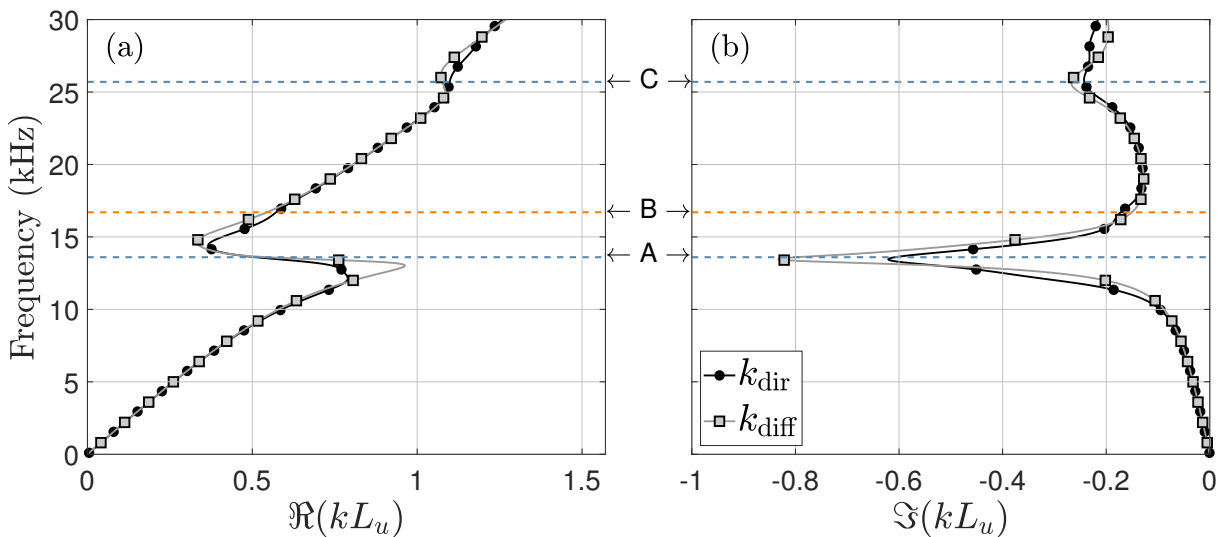 (a)
(b)
Frequency (kHz)
30
25
20
15
10
5
0
0
0.5
1
1.5
ℜ(kL_u)
← C →
← B →
← A →
k_dir
k_diff
-1
-0.8
-0.6
-0.4
-0.2
0
ℑ(kL_u)